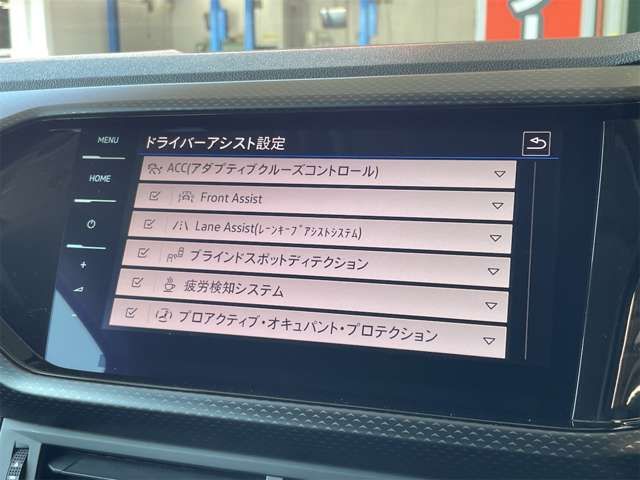 MENU
ドライバーアシスト設定
ACC(アダプティブクルーズコントロール)
HOME
Front Assist
Lane Assist(ﾚｰﾝｷｰﾌﾟｱｼｽﾄｼｽﾃﾑ)
ブラインドスポットディテクション
+
疲労検知システム
プロアクティブ・オキュパント・プロテクション